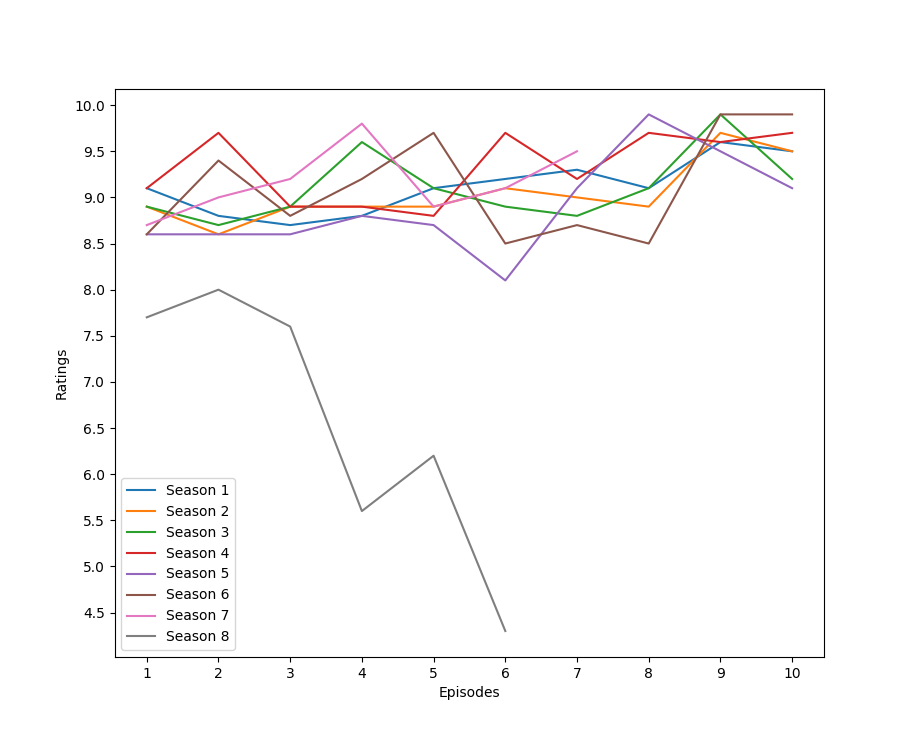 10.0
9.5
9.0
8.5
8.0
7.5
7.0
6.5
6.0
5.5
5.0
4.5
Ratings
Season 1
Season 2
Season 3
Season 4
Season 5
Season 6
Season 7
Season 8
1 2 3 4 5 6 7 8 9 10
Episodes